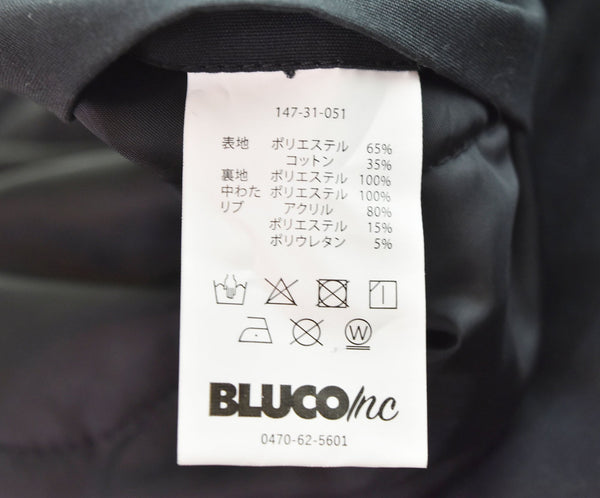 147-31-051
表地 ポリエステル 65%
コットン 35%
裏地 ポリエステル 100%
中わた ポリエステル 100%
リブ アクリル 80%
ポリエステル 15%
ポリウレタン 5%
W
BLUCO Inc
0470-62-5601